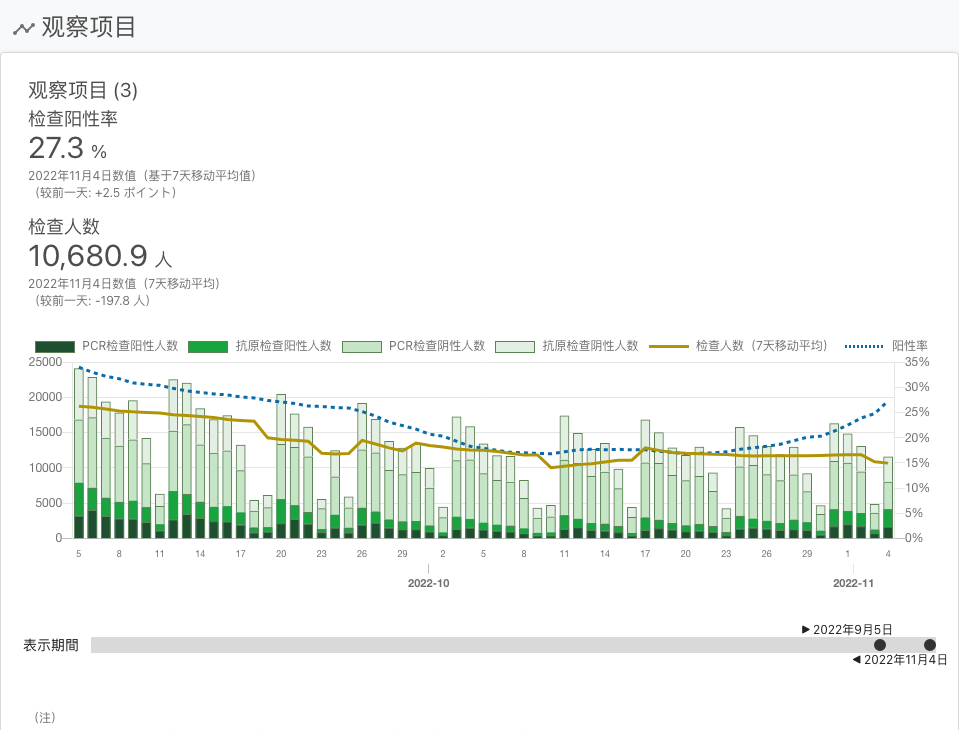 观察项目
观察项目 (3)
检查阳性率
27.3 %
2022年11月4日数值（基于7天移动平均值）
（较前一天: +2.5 ポイント）
检查人数
10,680.9 人
2022年11月4日数值（7天移动平均）
（较前一天: -197.8 人）
PCR检查阳性人数 抗原检查阳性人数 PCR检查阴性人数 抗原检查阴性人数 检查人数（7天移动平均） 阳性率
25000 35%
30%
20000
25%
15000 20%
15%
10000
10%
5000 5%
0 0%
5 8 11 14 17 20 23 26 29 2 5 8 11 14 17 20 23 26 29 1 4
2022-10 2022-11
▶ 2022年9月5日
表示期間
◀ 2022年11月4日
（注）